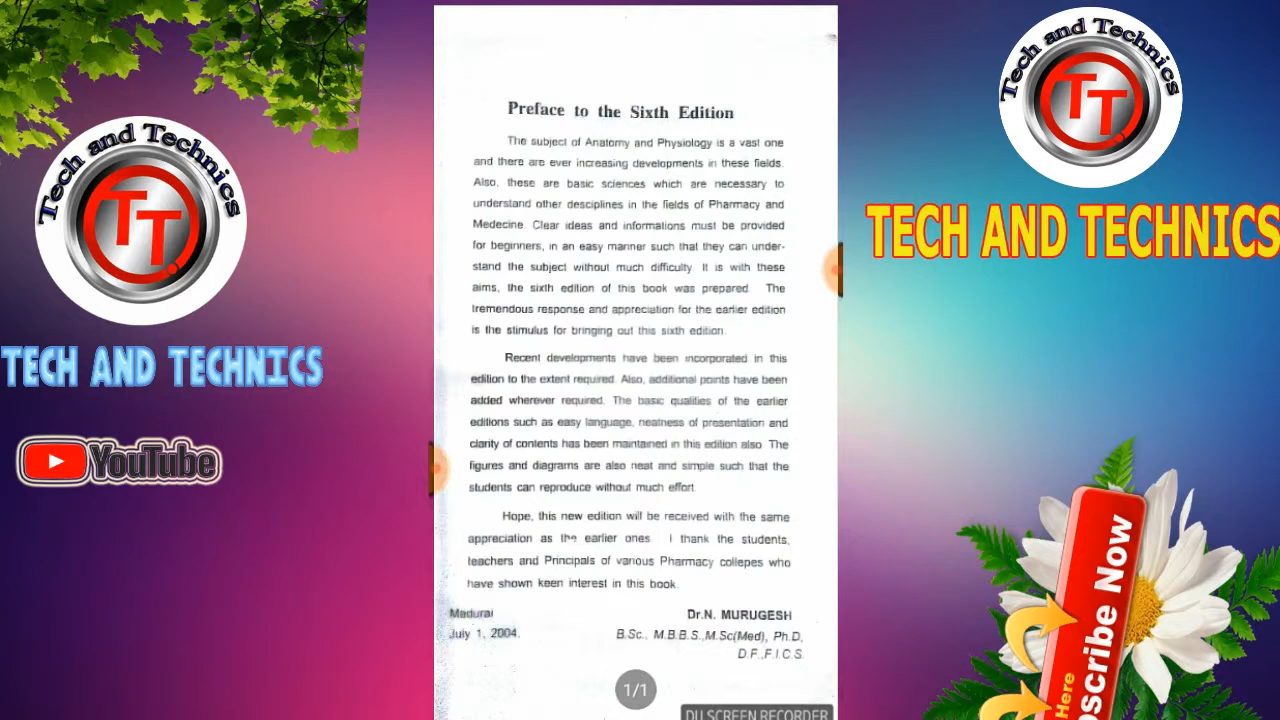 Tech and Technics
TT
TECH AND TECHNICS
YouTube
Preface to the Sixth Edition
The subject of Anatomy and Physiology is a vast one
and there are ever increasing developments in these fields.
Also, these are basic sciences which are necessary to
understand other desciplines in the fields of Pharmacy and
Medecine. Clear ideas and informations must be provided
for beginners, in an easy manner such that they can under-
stand the subject without much difficulty. It is with these
aims, the sixth edition of this book was prepared. The
tremendous response and appreciation for the earlier edition
is the stimulus for bringing out this sixth edition.
Recent developments have been incorporated in this
edition to the extent required. Also, additional points have been
added wherever required. The basic qualities of the earlier
editions such as easy language, neatness of presentation and
clarity of contents has been maintained in this edition also. The
figures and diagrams are also neat and simple such that the
students can reproduce without much effort.
Hope, this new edition will be received with the same
appreciation as the earlier ones. I thank the students,
teachers and Principals of various Pharmacy collepes who
have shown keen interest in this book.
Madurai
July 1, 2004.
Dr.N. MURUGESH
B.Sc., M.B.B.S.,M.Sc(Med), Ph.D,
D.F.,F.I.C.S.
1/1
DU SCREEN RECORDER
Tech and Technics
TT
TECH AND TECHNICS
bscribe Now
Here